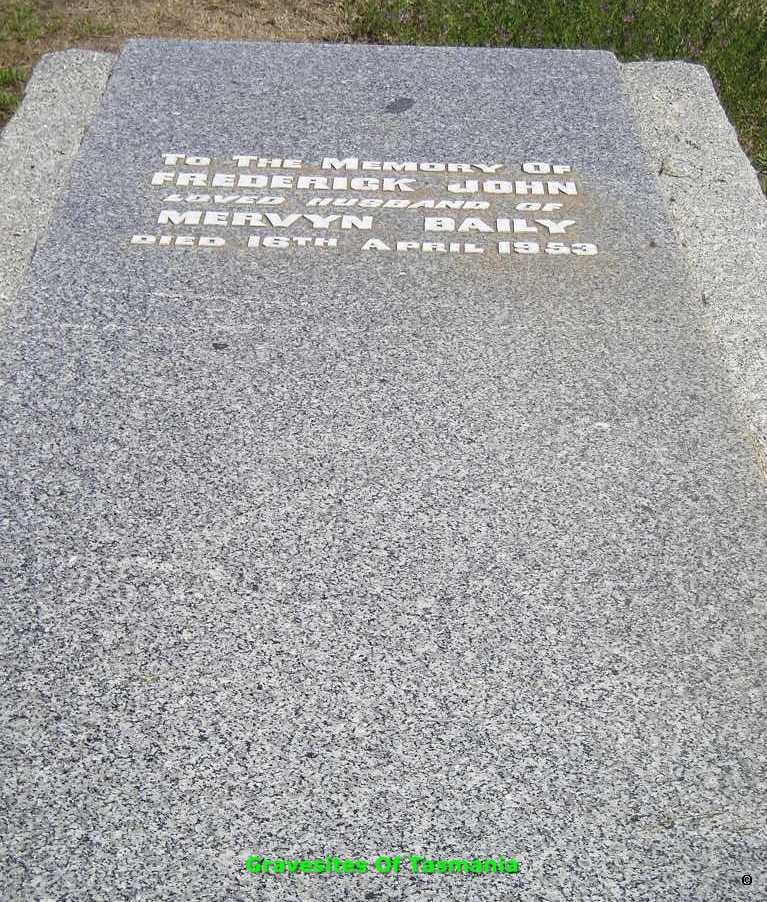 To The Memory Of
FREDERICK JOHN
LOVED HUSBAND OF
MERVYN BAILY
DIED 16TH APRIL 1953
Gravesites Of Tasmania
©